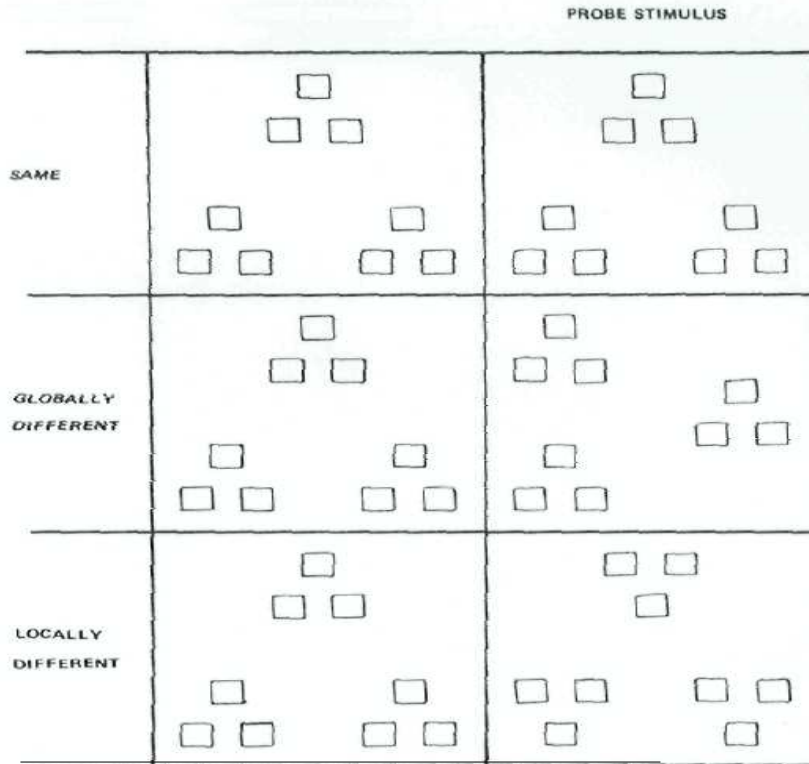 PROBE STIMULUS
SAME
GLOBALLY
DIFFERENT
LOCALLY
DIFFERENT